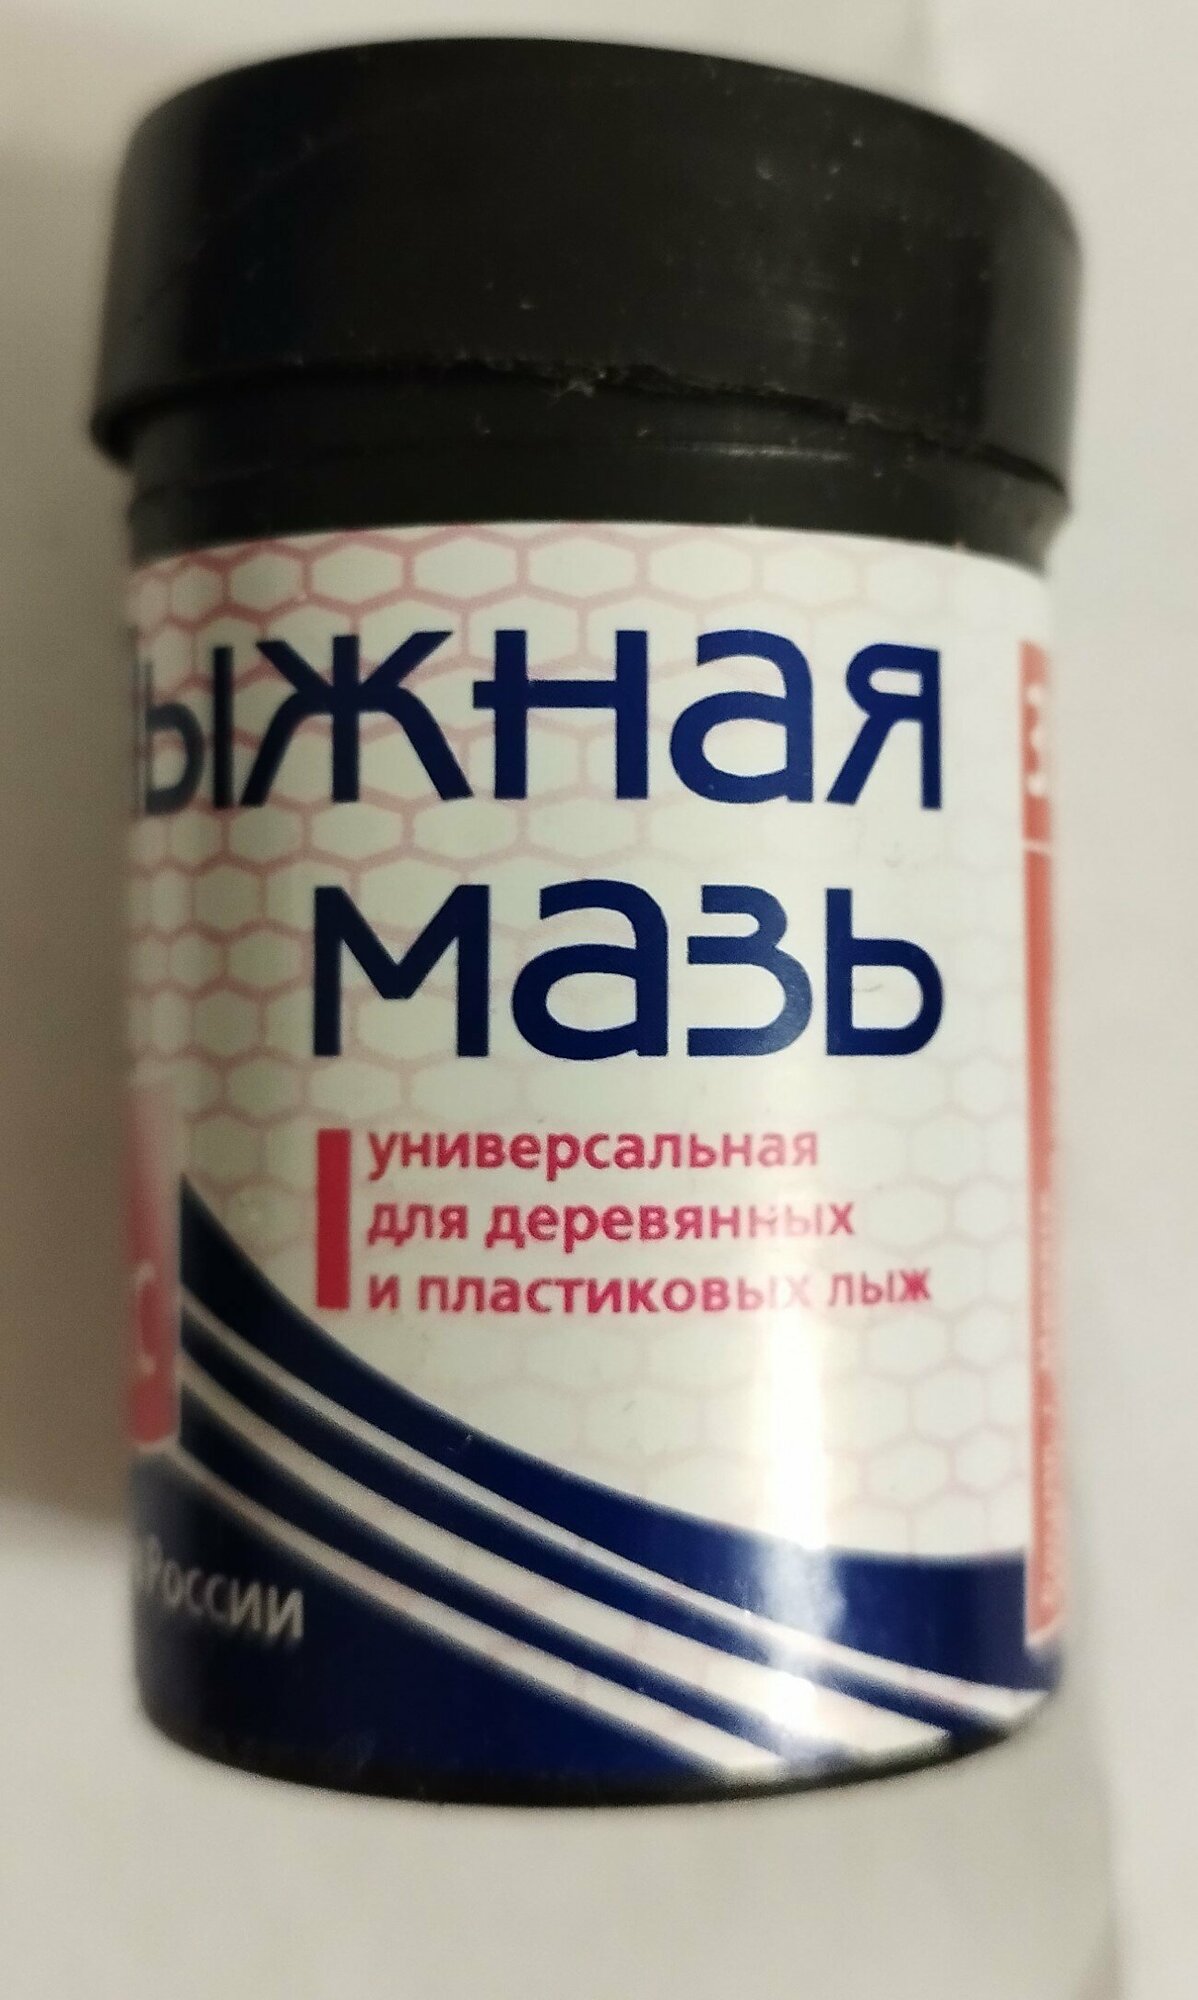 ыжная
мазь
универсальная
для деревянных
и пластиковых лыж
России